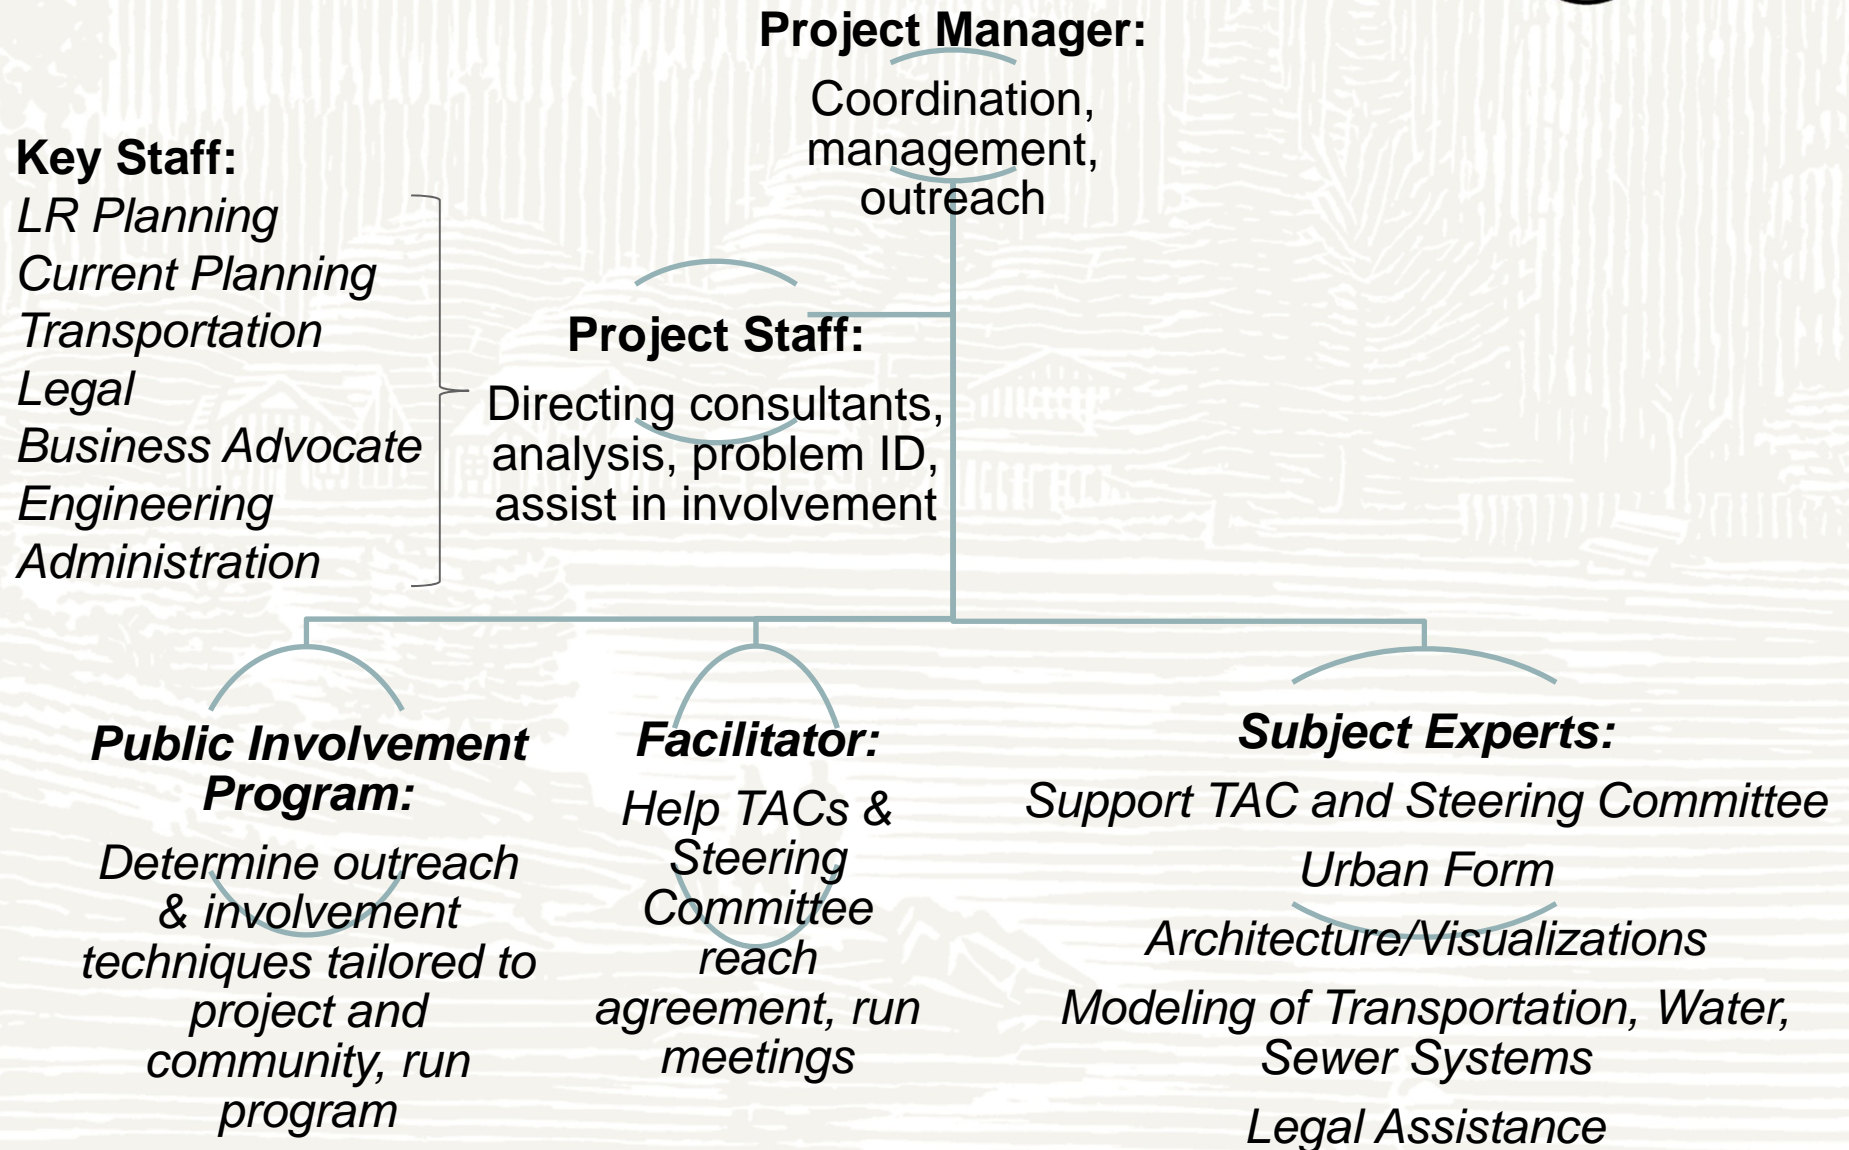 Project Manager:
Coordination,
management,
outreach
Key Staff:
LR Planning
Current Planning
Transportation
Legal
Business Advocate
Engineering
Administration
Project Staff:
Directing consultants,
analysis, problem ID,
assist in involvement
Public Involvement
Program:
Determine outreach
& involvement
techniques tailored to
project and
community, run
program
Facilitator:
Help TACs &
Steering
Committee
reach
agreement, run
meetings
Subject Experts:
Support TAC and Steering Committee
Urban Form
Architecture/Visualizations
Modeling of Transportation, Water,
Sewer Systems
Legal Assistance